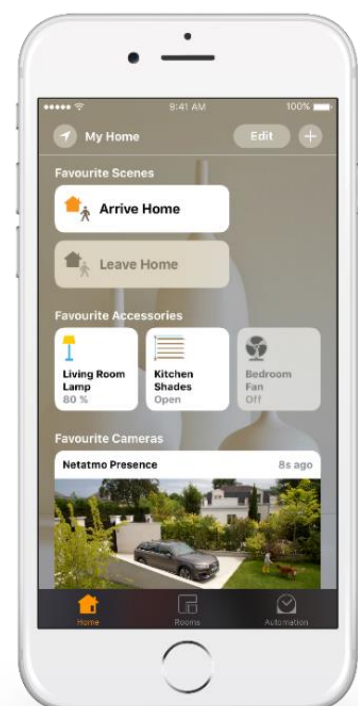 9:41 AM
100%
My Home
Edit
Favourite Scenes
Arrive Home
Leave Home
Favourite Accessories
Living Room
Lamp
80 %
Kitchen
Shades
Open
Bedroom
Fan
Off
Favourite Cameras
Netatmo Presence
8s ago
Home
Rooms
Automation